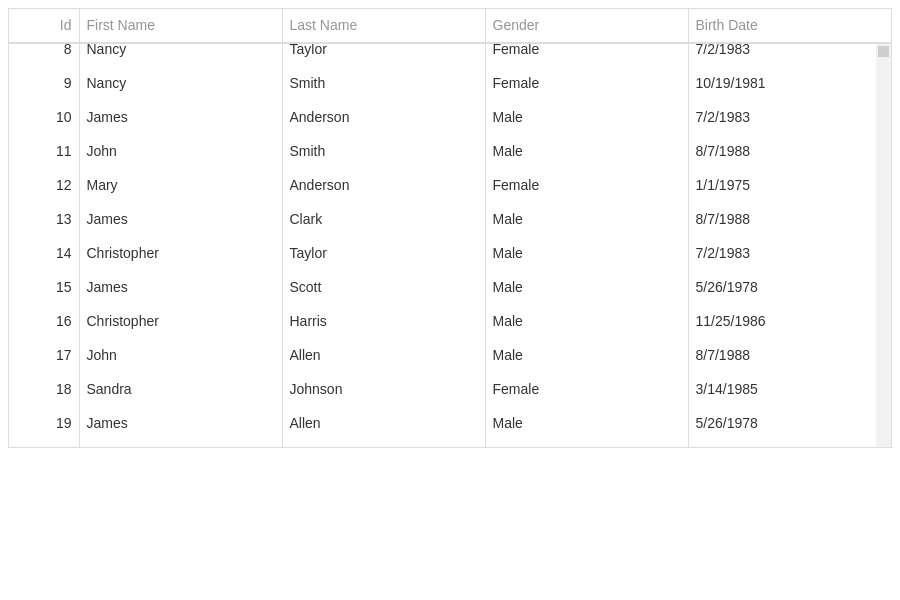 Id First Name Last Name Gender Birth Date
8 Nancy Taylor Female 7/2/1983
9 Nancy Smith Female 10/19/1981
10 James Anderson Male 7/2/1983
11 John Smith Male 8/7/1988
12 Mary Anderson Female 1/1/1975
13 James Clark Male 8/7/1988
14 Christopher Taylor Male 7/2/1983
15 James Scott Male 5/26/1978
16 Christopher Harris Male 11/25/1986
17 John Allen Male 8/7/1988
18 Sandra Johnson Female 3/14/1985
19 James Allen Male 5/26/1978